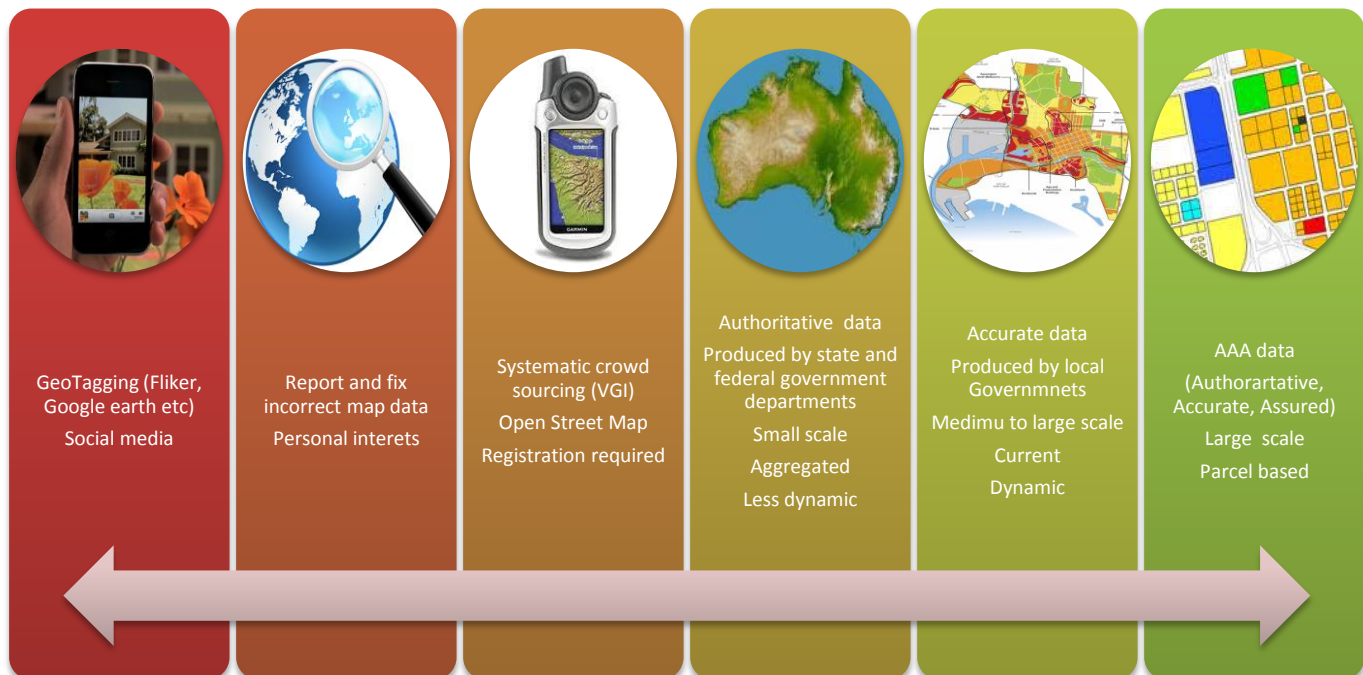 GeoTagging (Fliker,
Google earth etc)
Social media
Report and fix
incorrect map data
Personal interets
GARMIN
Systematic crowd
sourcing (VGI)
Open Street Map
Registration required
Authoritative data
Produced by state and
federal government
departments
Small scale
Aggregated
Less dynamic
Accurate data
Produced by local
Governmnets
Medimu to large scale
Current
Dynamic
AAA data
(Authorartative,
Accurate, Assured)
Large scale
Parcel based